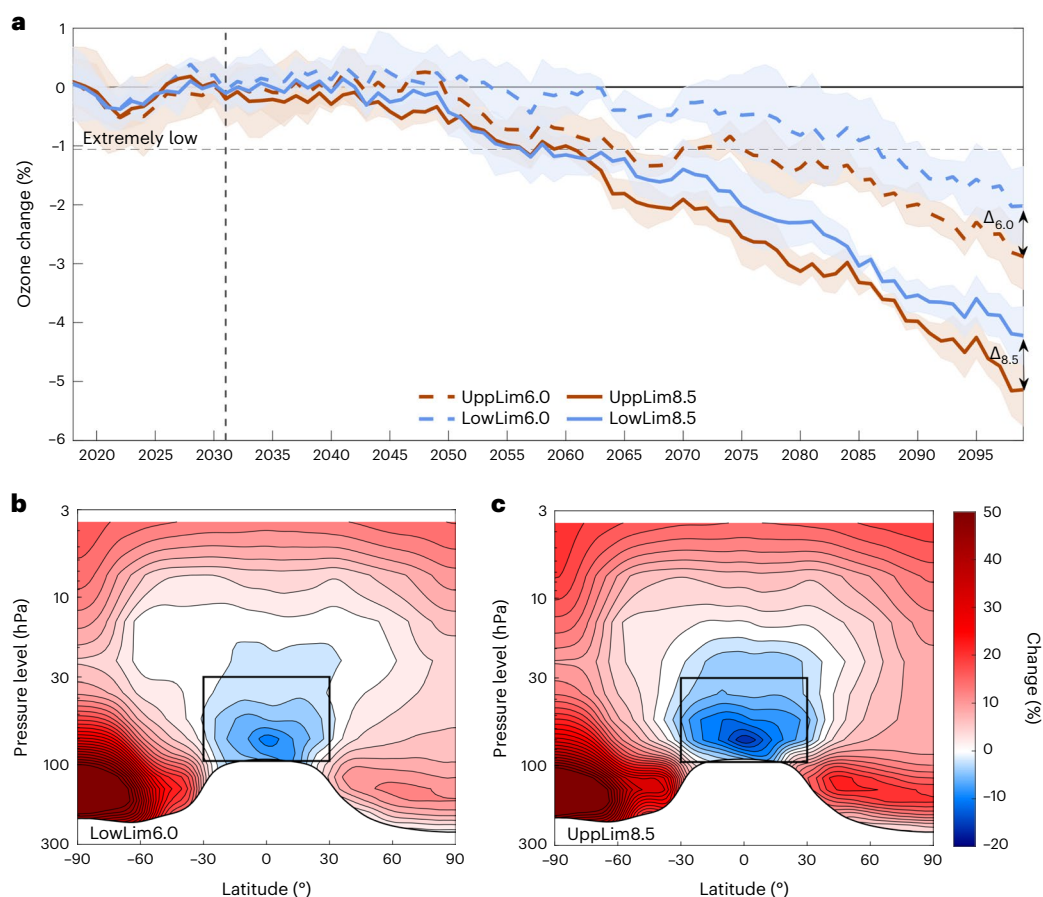 a
Ozone change (%)
1
0
–1
–2
–3
–4
–5
–6
Extremely low
Δ6.0
Δ8.5
UppLim6.0 UppLim8.5
LowLim6.0 LowLim8.5
2020 2025 2030 2035 2040 2045 2050 2055 2060 2065 2070 2075 2080 2085 2090 2095
b
Pressure level (hPa)
3
10
30
100
300
LowLim6.0
–90 –60 –30 0 30 60 90
Latitude (°)
c
Pressure level (hPa)
3
10
30
100
300
UppLim8.5
–90 –60 –30 0 30 60 90
Latitude (°)
50
40
30
20
10
0
–10
–20
Change (%)